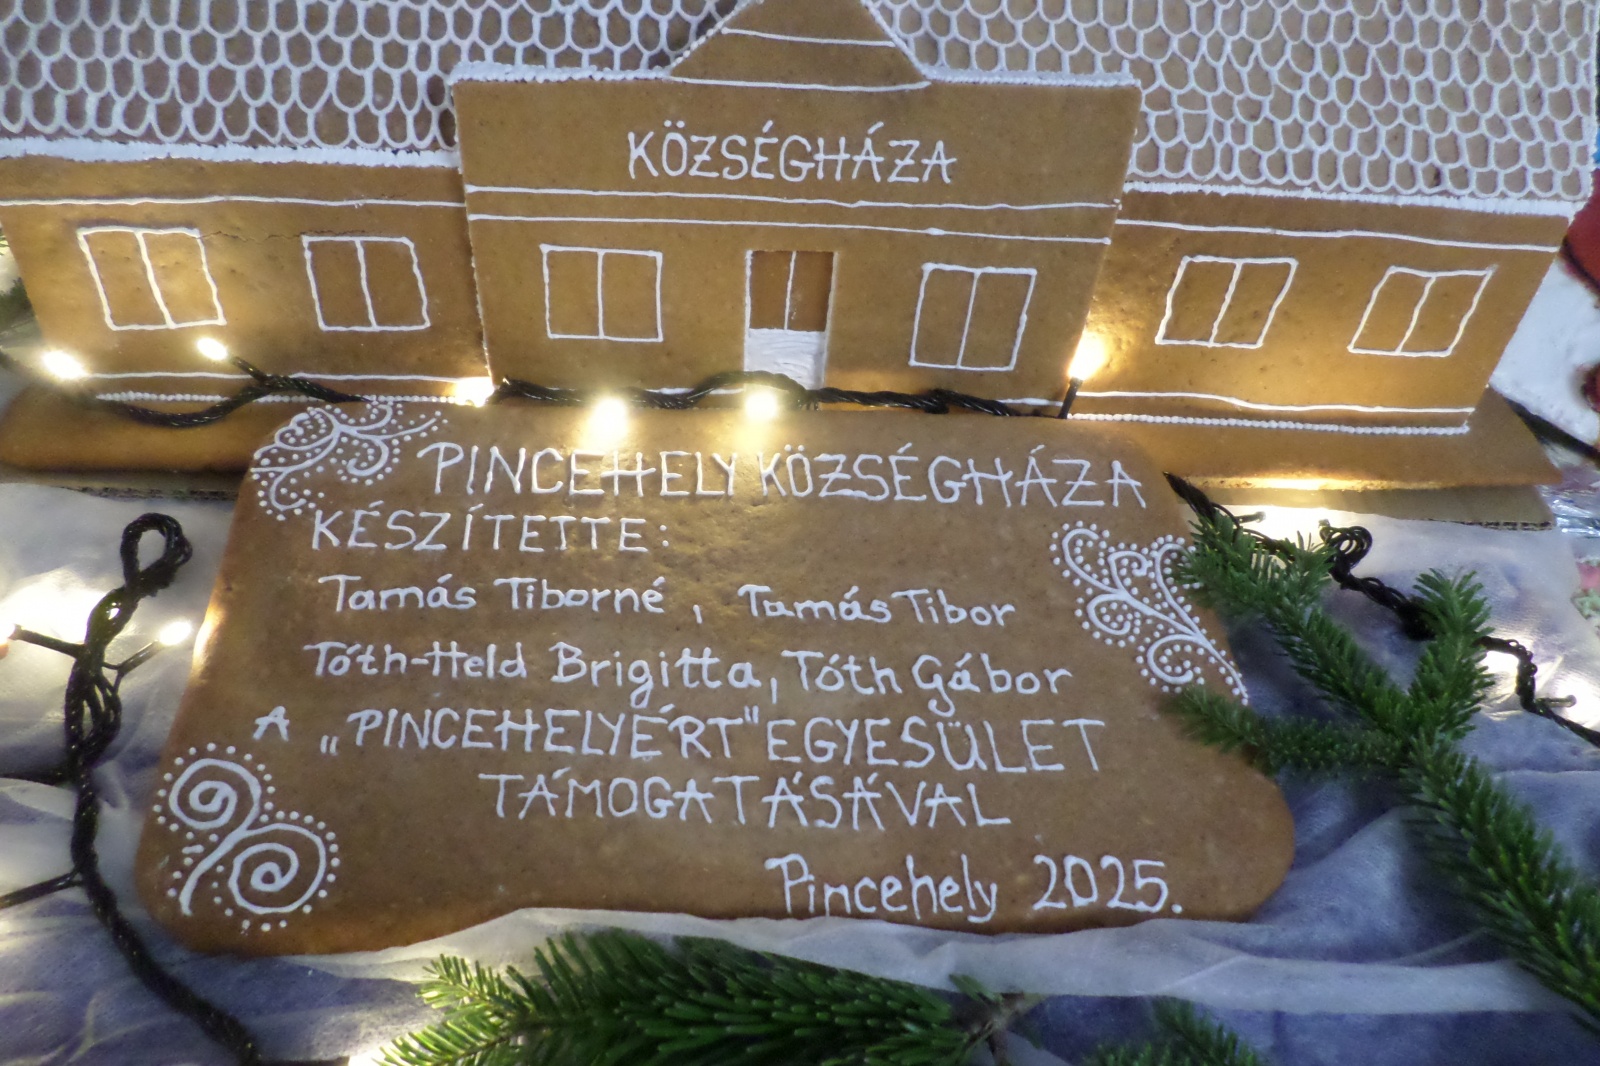 KÖZSÉGHÁZA
PINCEHELY KÖZSÉGHÁZA
KÉSZÍTETTE:
Tamás Tiborné, Tamás Tibor
Tóth-Held Brigitta, Tóth Gábor
A „PINCEHELYÉRT" EGYESÜLET
TÁMOGATÁSÁVAL
Pincehely 2025.